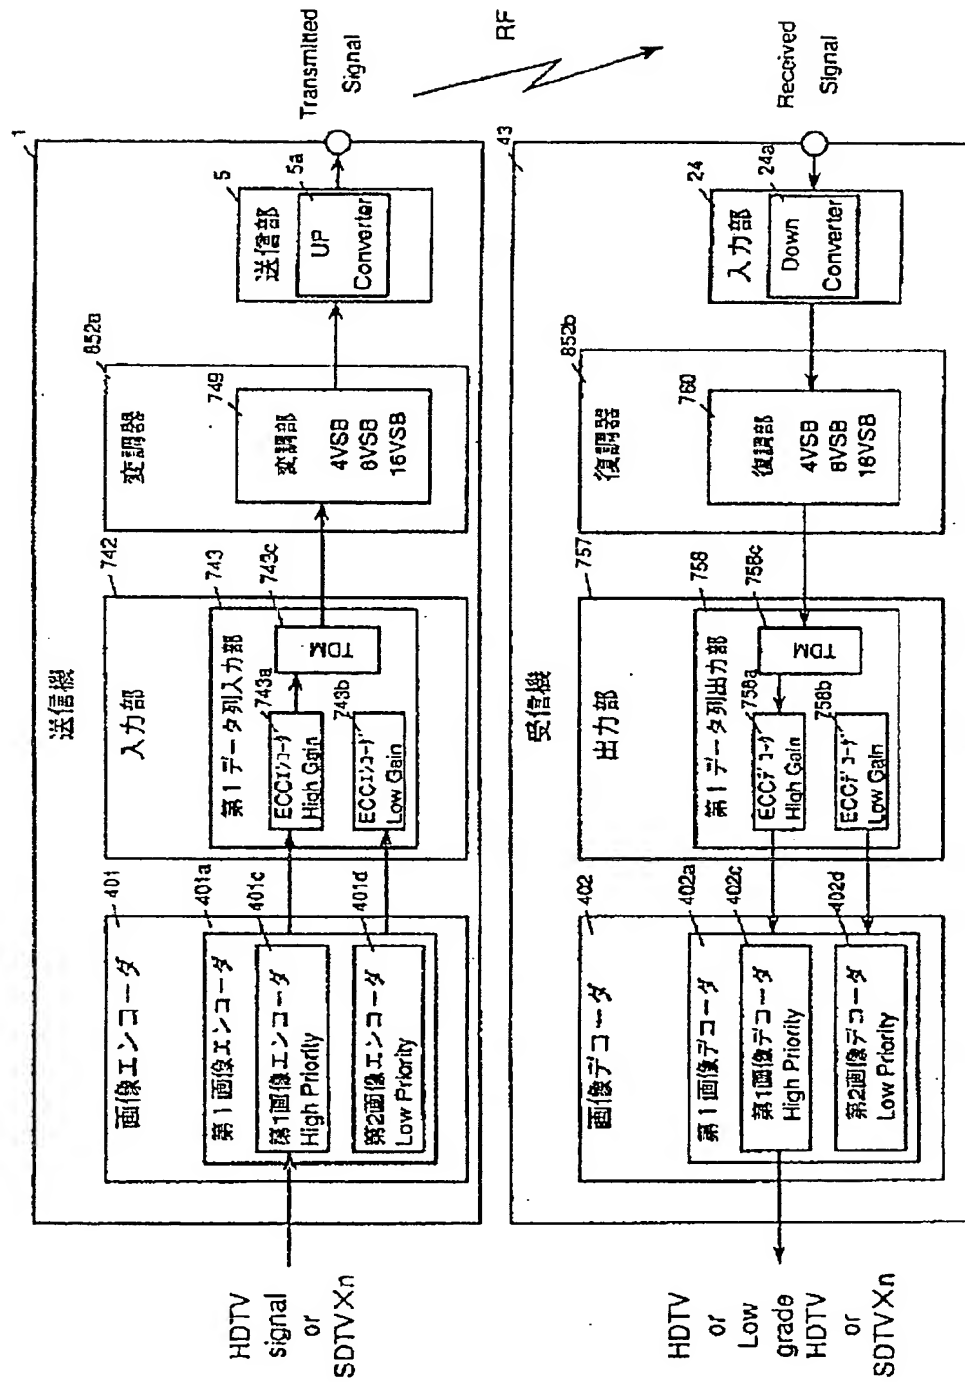 1
送信機
HDTV
signal
or
SDTVXn
401
画像エンコーダ
401a
第1画像エンコーダ
401c
第1画像エンコーダ
High Priority
401d
第2画像エンコーダ
Low Priority
742
入力部
743
第1データ列入力部
743a
ECCエンコーダ
High Gain
743b
ECCエンコーダ
Low Gain
743c
TDM
852a
変調器
749
変調部
4VSB
8VSB
16VSB
5
送信部
5a
UP
Converter
Transmitted
Signal
RF
43
受信機
HDTV
or
Low
grade
HDTV
or
SDTVXn
402
画像デコーダ
402a
第1画像デコーダ
402c
第1画像デコーダ
High Priority
402d
第2画像デコーダ
Low Priority
757
出力部
758
第1データ列出力部
758a
ECCデコーダ
High Gain
758b
ECCデコーダ
Low Gain
758c
TDM
852b
復調器
760
復調部
4VSB
8VSB
16VSB
24
入力部
24a
Down
Converter
Received
Signal